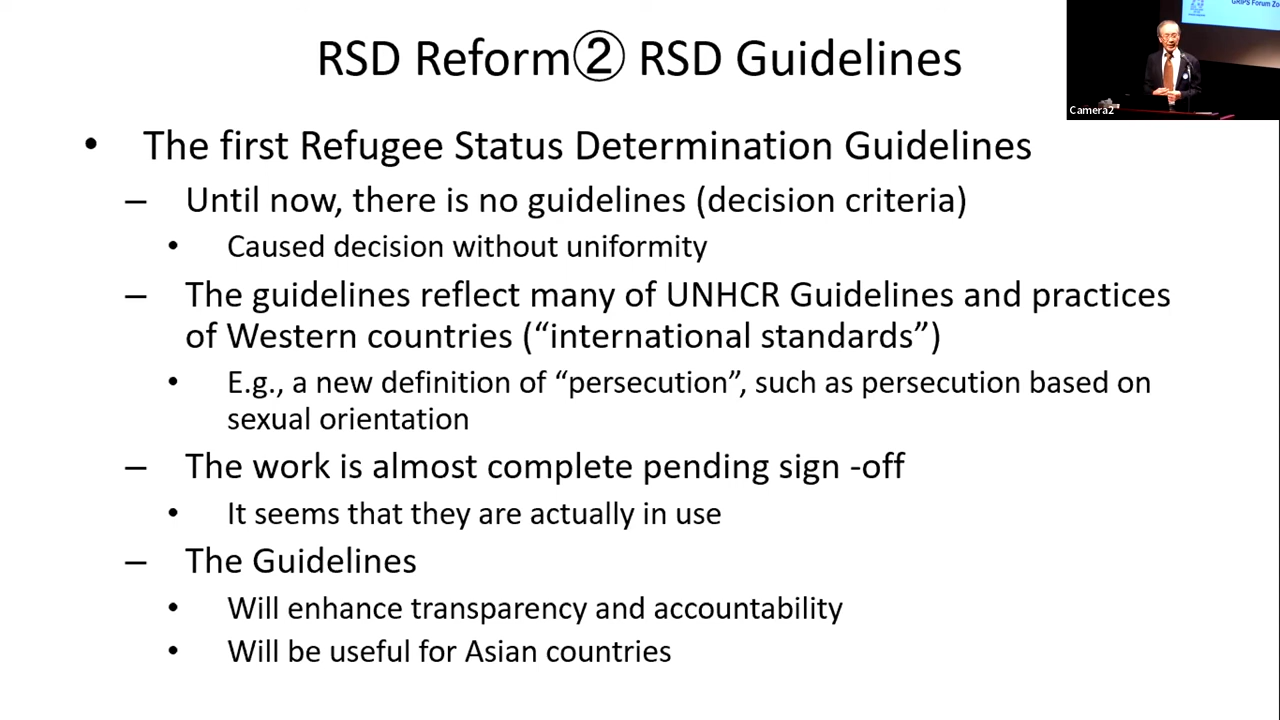 RSD Reform② RSD Guidelines
GRIPS Forum Zo
Camera2
• The first Refugee Status Determination Guidelines
– Until now, there is no guidelines (decision criteria)
• Caused decision without uniformity
– The guidelines reflect many of UNHCR Guidelines and practices
of Western countries (“international standards”)
• E.g., a new definition of “persecution”, such as persecution based on
sexual orientation
– The work is almost complete pending sign -off
• It seems that they are actually in use
– The Guidelines
• Will enhance transparency and accountability
• Will be useful for Asian countries